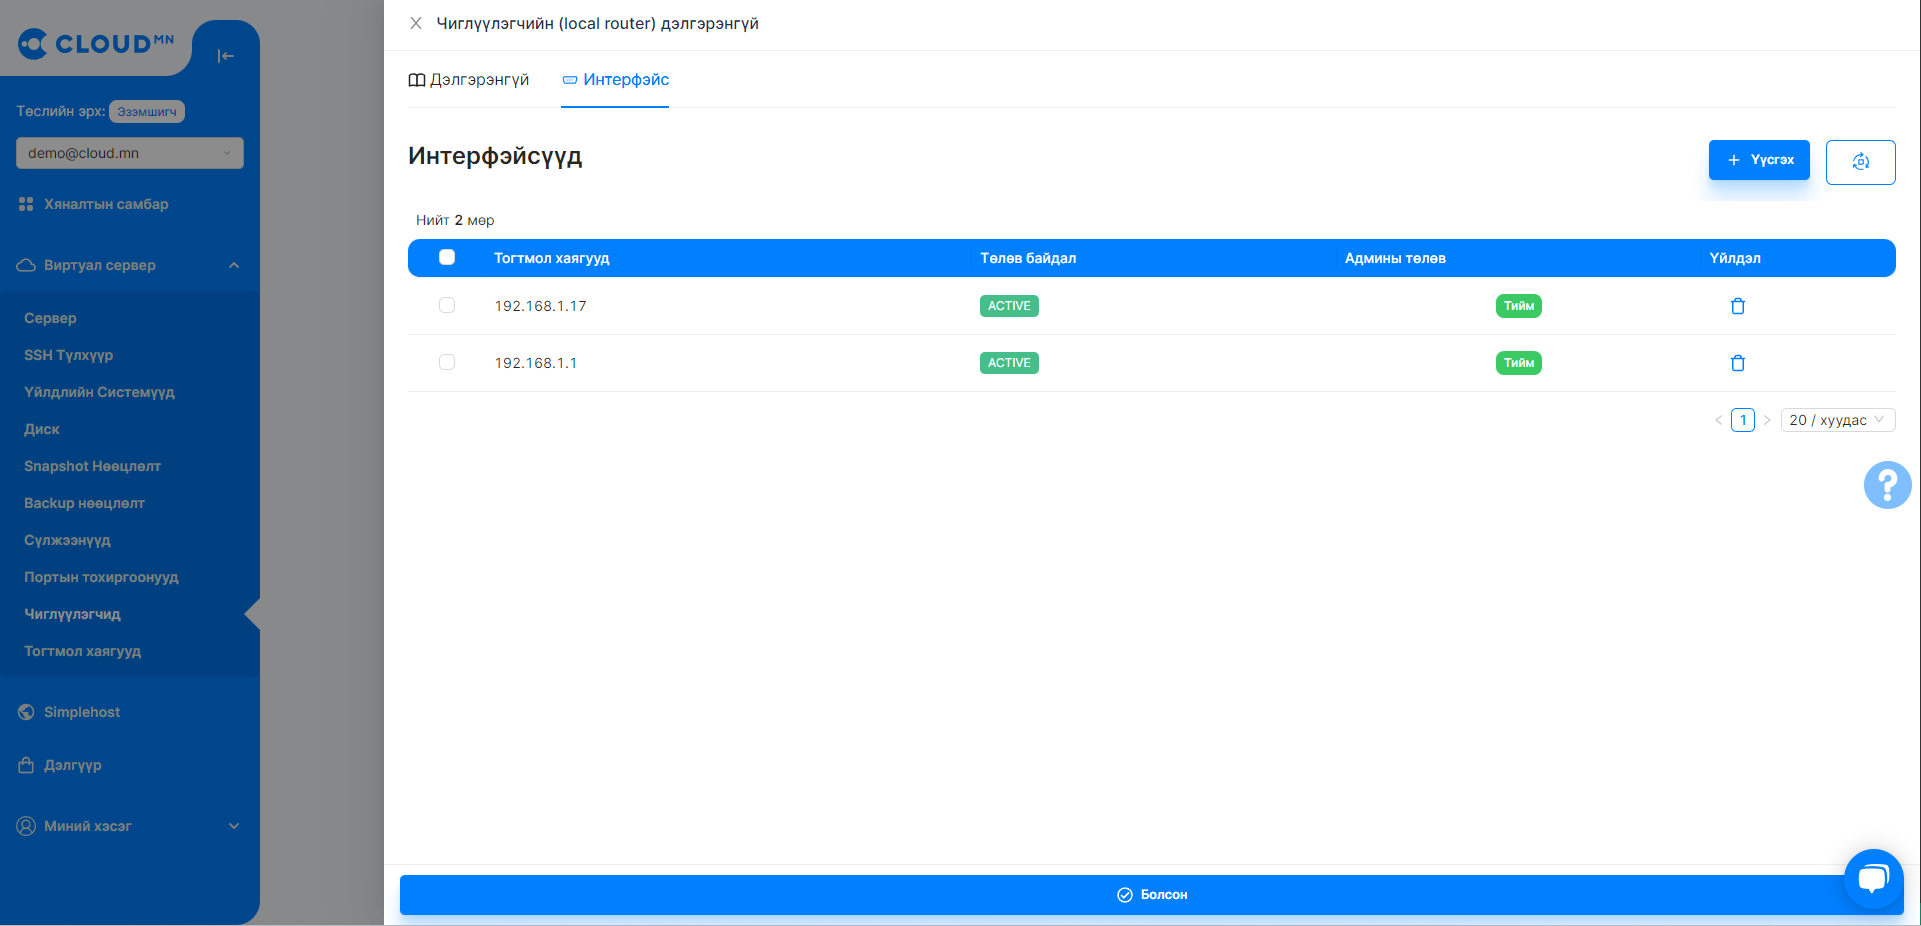 CLOUD MN
Төслийн эрх: Эзэмшигч
demo@cloud.mn
Хяналтын самбар
Виртуал сервер
Сервер
SSH Түлхүүр
Үйлдлийн Системүүд
Диск
Snapshot Нөөцлөлт
Backup нөөцлөлт
Сүлжээнүүд
Портын тохиргоонууд
Чиглүүлэгчид
Тогтмол хаягууд
Simplehost
Дэлгүүр
Миний хэсэг
Чиглүүлэгчийн (local router) дэлгэрэнгүй
Дэлгэрэнгүй Интерфэйс
Интерфэйсүүд
+ Үүсгэх
Нийт 2 мөр
Тогтмол хаягууд Төлөв байдал Админы төлөв Үйлдэл
192.168.1.17 ACTIVE Тийм
192.168.1.1 ACTIVE Тийм
< 1 > 20 / хуудас
?
Болсон